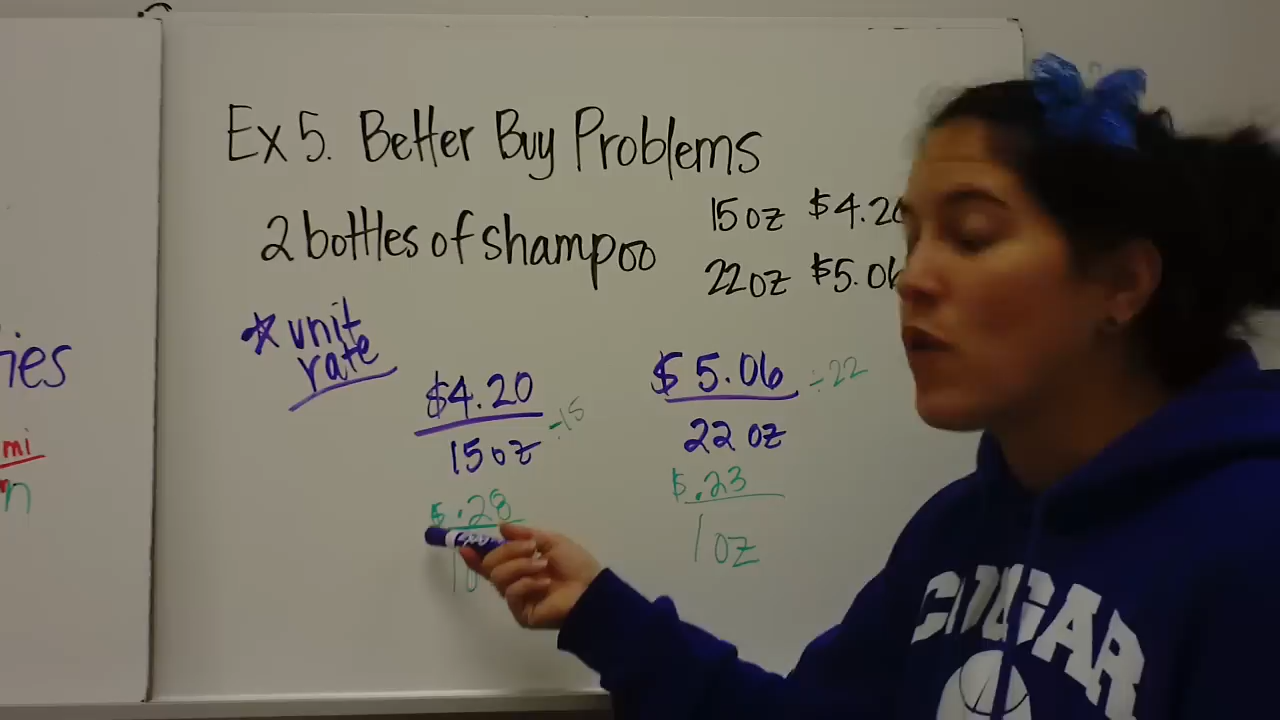 Ex 5. Better Buy Problems
2 bottles of shampoo
15 oz $4.20
22 oz $5.06
* unit
rate
$4.20
15 oz
÷15
$.28
$5.06
22 oz
÷22
$.23
1 oz
ies
mi
COUGAR